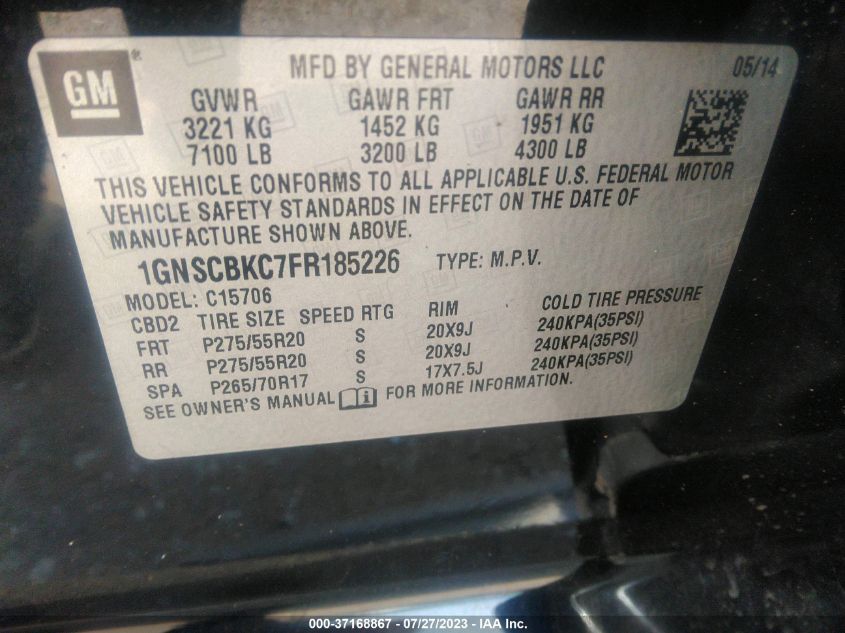 GM
MFD BY GENERAL MOTORS LLC 05/14
GVWR GAWR FRT GAWR RR
3221 KG 1452 KG 1951 KG
7100 LB 3200 LB 4300 LB
THIS VEHICLE CONFORMS TO ALL APPLICABLE U.S. FEDERAL MOTOR
VEHICLE SAFETY STANDARDS IN EFFECT ON THE DATE OF
MANUFACTURE SHOWN ABOVE.
1GNSCBKC7FR185226 TYPE: M.P.V.
MODEL: C15706
CBD2 TIRE SIZE SPEED RTG RIM COLD TIRE PRESSURE
FRT P275/55R20 S 20X9J 240KPA(35PSI)
RR P275/55R20 S 20X9J 240KPA(35PSI)
SPA P265/70R17 S 17X7.5J 240KPA(35PSI)
SEE OWNER'S MANUAL FOR MORE INFORMATION.
000-37168867 - 07/27/2023 - IAA Inc.